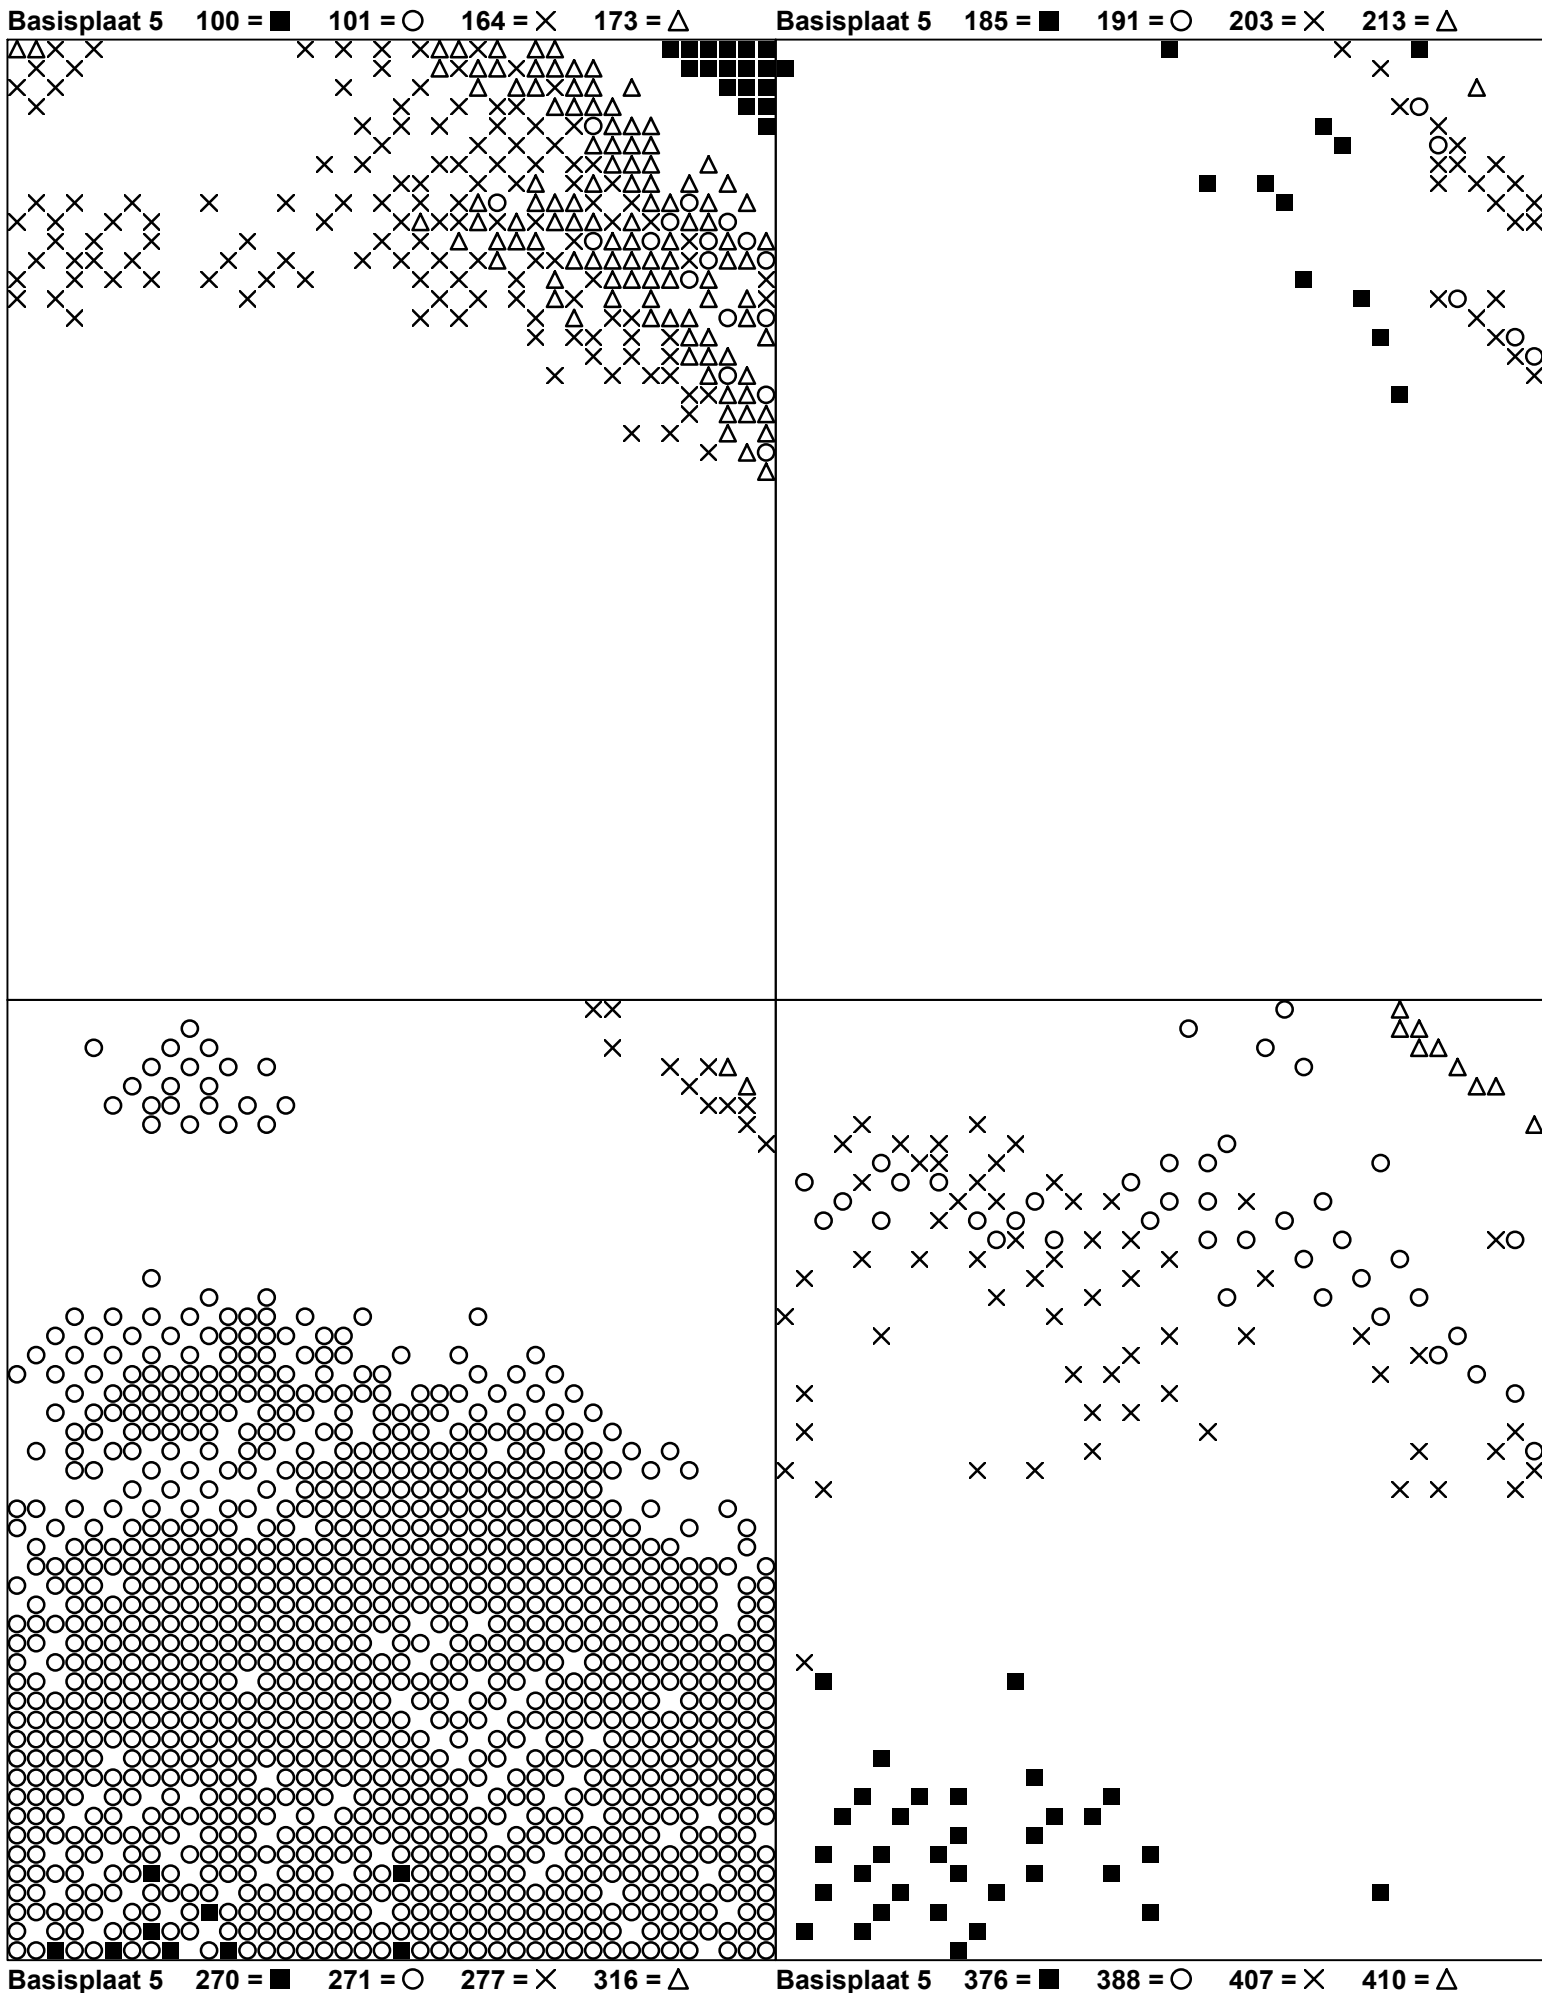 Basisplaat 5 100 = ■ 101 = ○ 164 = × 173 = △
Basisplaat 5 185 = ■ 191 = ○ 203 = × 213 = △
Basisplaat 5 270 = ■ 271 = ○ 277 = × 316 = △
Basisplaat 5 376 = ■ 388 = ○ 407 = × 410 = △